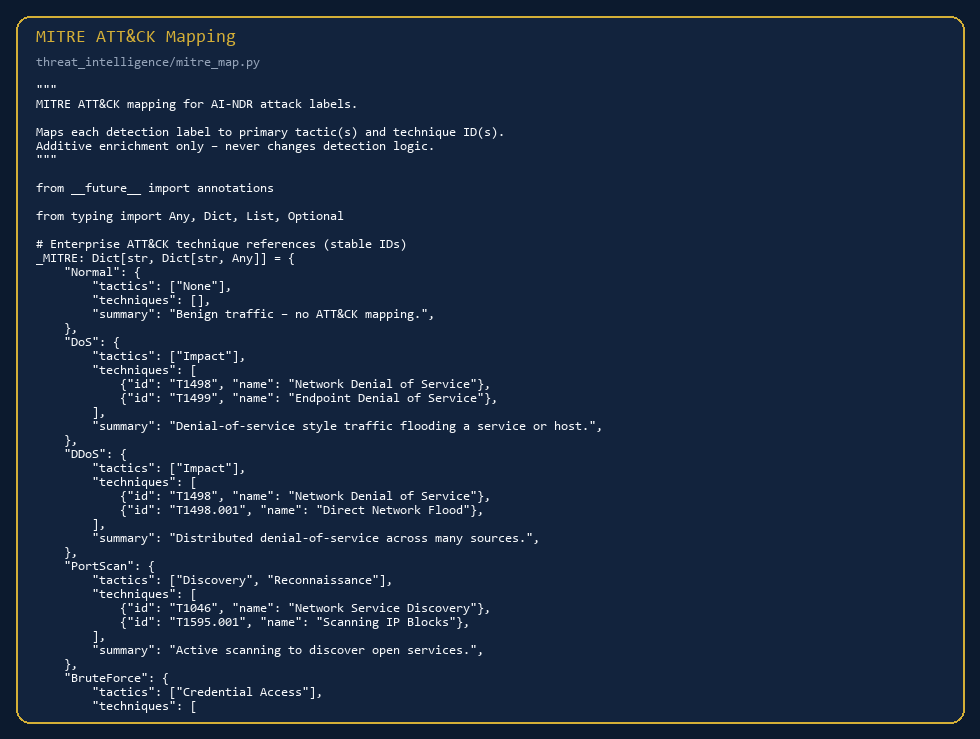 MITRE ATT&CK Mapping
threat_intelligence/mitre_map.py
"""
MITRE ATT&CK mapping for AI-NDR attack labels.

Maps each detection label to primary tactic(s) and technique ID(s).
Additive enrichment only – never changes detection logic.
"""

from __future__ import annotations

from typing import Any, Dict, List, Optional

# Enterprise ATT&CK technique references (stable IDs)
_MITRE: Dict[str, Dict[str, Any]] = {
    "Normal": {
        "tactics": ["None"],
        "techniques": [],
        "summary": "Benign traffic – no ATT&CK mapping.",
    },
    "DoS": {
        "tactics": ["Impact"],
        "techniques": [
            {"id": "T1498", "name": "Network Denial of Service"},
            {"id": "T1499", "name": "Endpoint Denial of Service"},
        ],
        "summary": "Denial-of-service style traffic flooding a service or host.",
    },
    "DDoS": {
        "tactics": ["Impact"],
        "techniques": [
            {"id": "T1498", "name": "Network Denial of Service"},
            {"id": "T1498.001", "name": "Direct Network Flood"},
        ],
        "summary": "Distributed denial-of-service across many sources.",
    },
    "PortScan": {
        "tactics": ["Discovery", "Reconnaissance"],
        "techniques": [
            {"id": "T1046", "name": "Network Service Discovery"},
            {"id": "T1595.001", "name": "Scanning IP Blocks"},
        ],
        "summary": "Active scanning to discover open services.",
    },
    "BruteForce": {
        "tactics": ["Credential Access"],
        "techniques": [